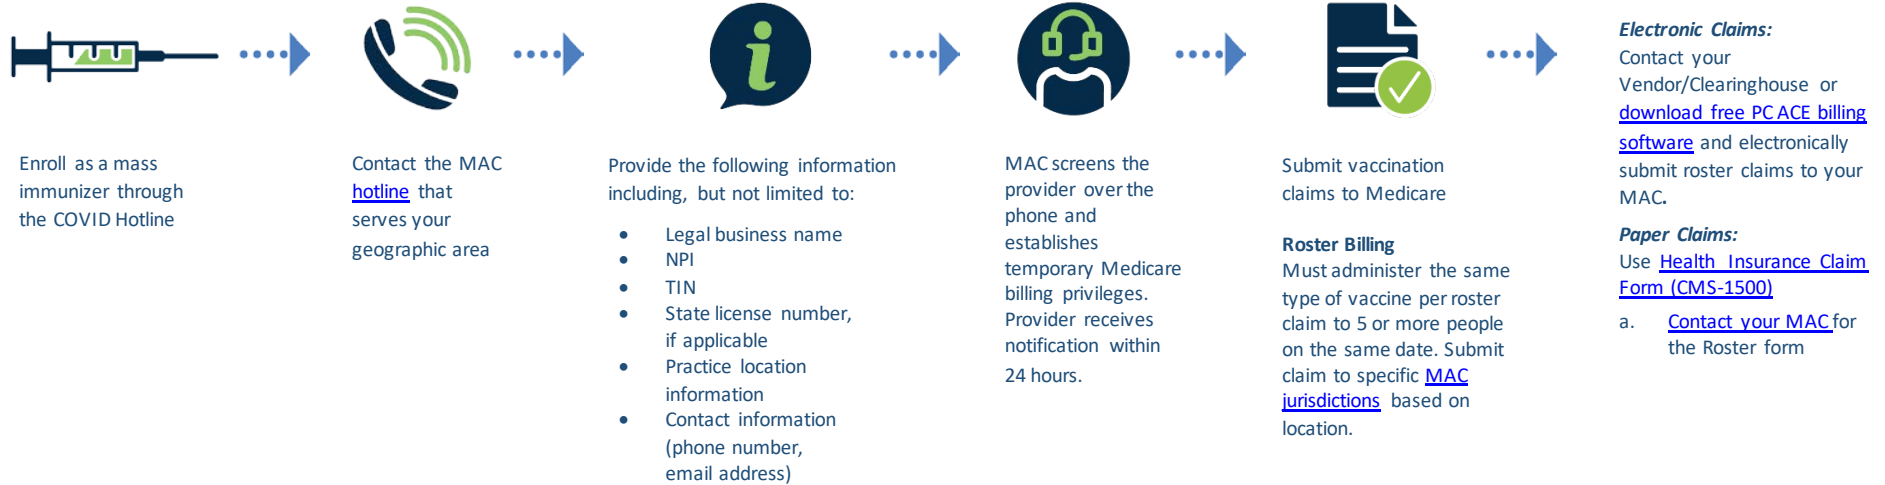 Enroll as a mass
immunizer through
the COVID Hotline
Contact the MAC
hotline that
serves your
geographic area
Provide the following information
including, but not limited to:
• Legal business name
• NPI
• TIN
• State license number,
if applicable
• Practice location
information
• Contact information
(phone number,
email address)
MAC screens the
provider over the
phone and
establishes
temporary Medicare
billing privileges.
Provider receives
notification within
24 hours.
Submit vaccination
claims to Medicare
Roster Billing
Must administer the same
type of vaccine per roster
claim to 5 or more people
on the same date. Submit
claim to specific MAC
jurisdictions based on
location.
Electronic Claims:
Contact your
Vendor/Clearinghouse or
download free PC ACE billing
software and electronically
submit roster claims to your
MAC.
Paper Claims:
Use Health Insurance Claim
Form (CMS-1500)
a. Contact your MAC for
the Roster form